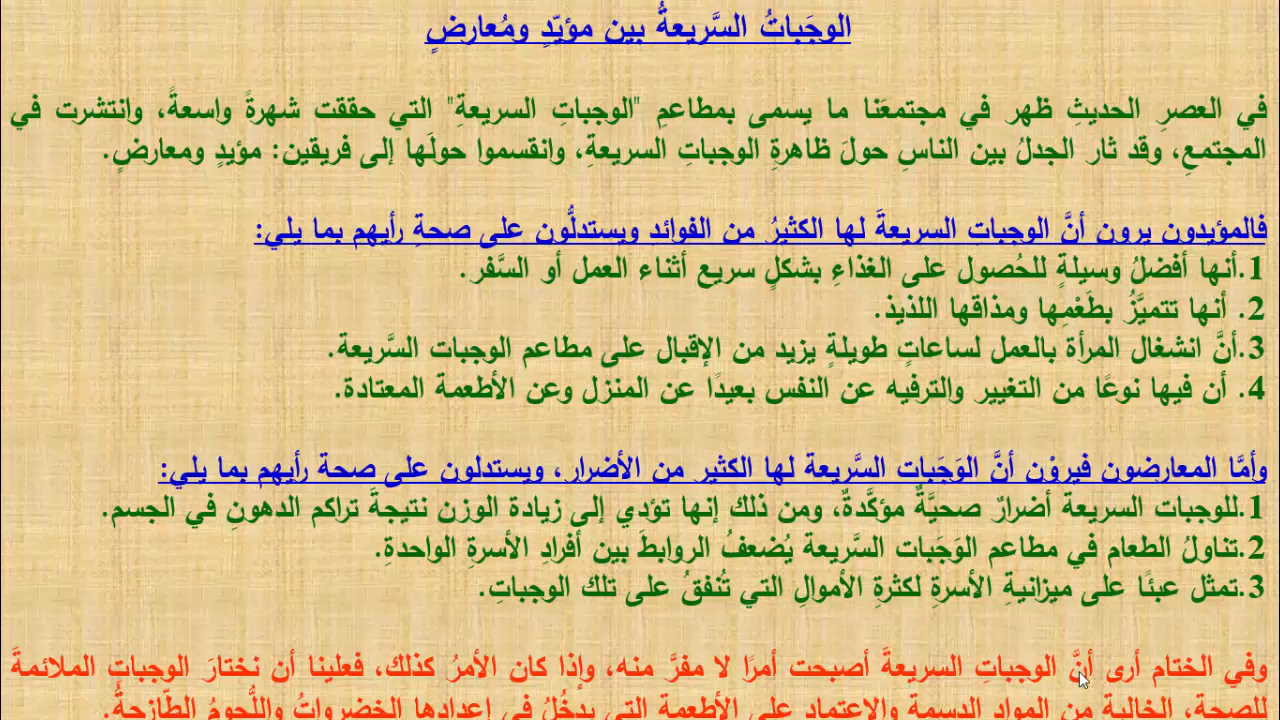 الوجَباتُ السَّريعةُ بين مؤيّدٍ ومُعارضٍ
في العصرِ الحديث ظهر في مجتمعَنا ما يسمى بمطاعمِ "الوجباتِ السريعةِ" التي حققت شهرةً واسعةً، وانتشرت في
المجتمعِ، وقد ثار الجدلُ بين الناسِ حولَ ظاهرةِ الوجباتِ السريعةِ، وانقسموا حولَها إلى فريقين: مؤيدٍ ومعارضٍ.
فالمؤيدون يرون أنَّ الوجبات السريعةَ لها الكثيرُ من الفوائد ويستدلُّون على صحةِ رأيهم بما يلي:
1.أنها أفضلُ وسيلةٍ للحُصول على الغذاءِ بشكلٍ سريع أثناء العمل أو السَّفر.
2. أنها تتميَّزُ بطَعْمِها ومذاقها اللذيذ.
3.أنَّ انشغال المرأة بالعمل لساعاتٍ طويلةٍ يزيد من الإقبال على مطاعم الوجبات السَّريعة.
4. أن فيها نوعًا من التغيير والترفيه عن النفس بعيدًا عن المنزل وعن الأطعمة المعتادة.
وأمَّا المعارضون فيروْن أنَّ الوَجَبات السَّريعة لها الكثير من الأضرار، ويستدلون على صحة رأيهم بما يلي:
1.للوجبات السريعة أضرارٌ صحيَّةٌ مؤكَّدةٌ، ومن ذلك إنها تؤدي إلى زيادة الوزن نتيجةَ تراكم الدهونِ في الجسم.
2.تناولُ الطعام في مطاعم الوَجَبات السَّريعة يُضعفُ الروابطَ بين أفرادِ الأسرةِ الواحدةِ.
3.تمثل عبئًا على ميزانيةِ الأسرةِ لكثرةِ الأموالِ التي تُنفقُ على تلك الوجباتِ.
وفي الختام أرى أنَّ الوجباتِ السريعةَ أصبحت أمرًا لا مفرَّ منه، وإذا كان الأمرُ كذلك، فعلينا أن نختارَ الوجباتِ الملائمةَ
للصحة، الخالية من المواد الدسمة والاعتماد على الأطعمة التي يدخُلُ في إعدادها الخضرواتُ واللُّحومُ الطّازجةُ.